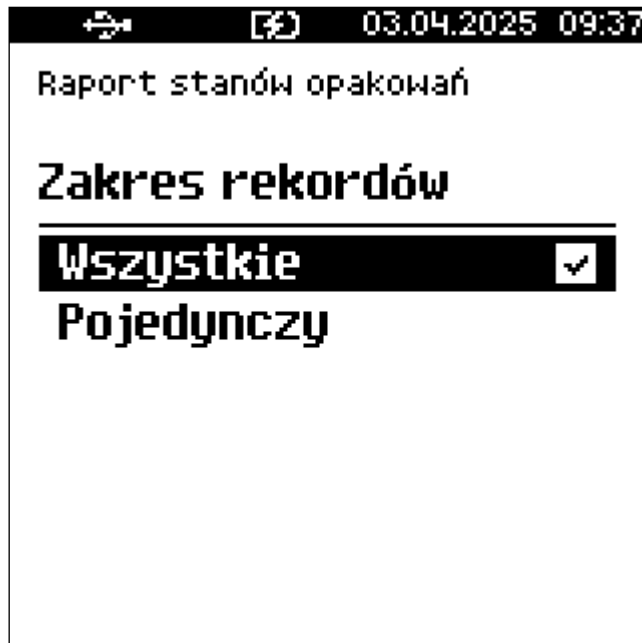 03.04.2025 09:37
Raport stanów opakowań
Zakres rekordów
Wszystkie
Pojedynczy